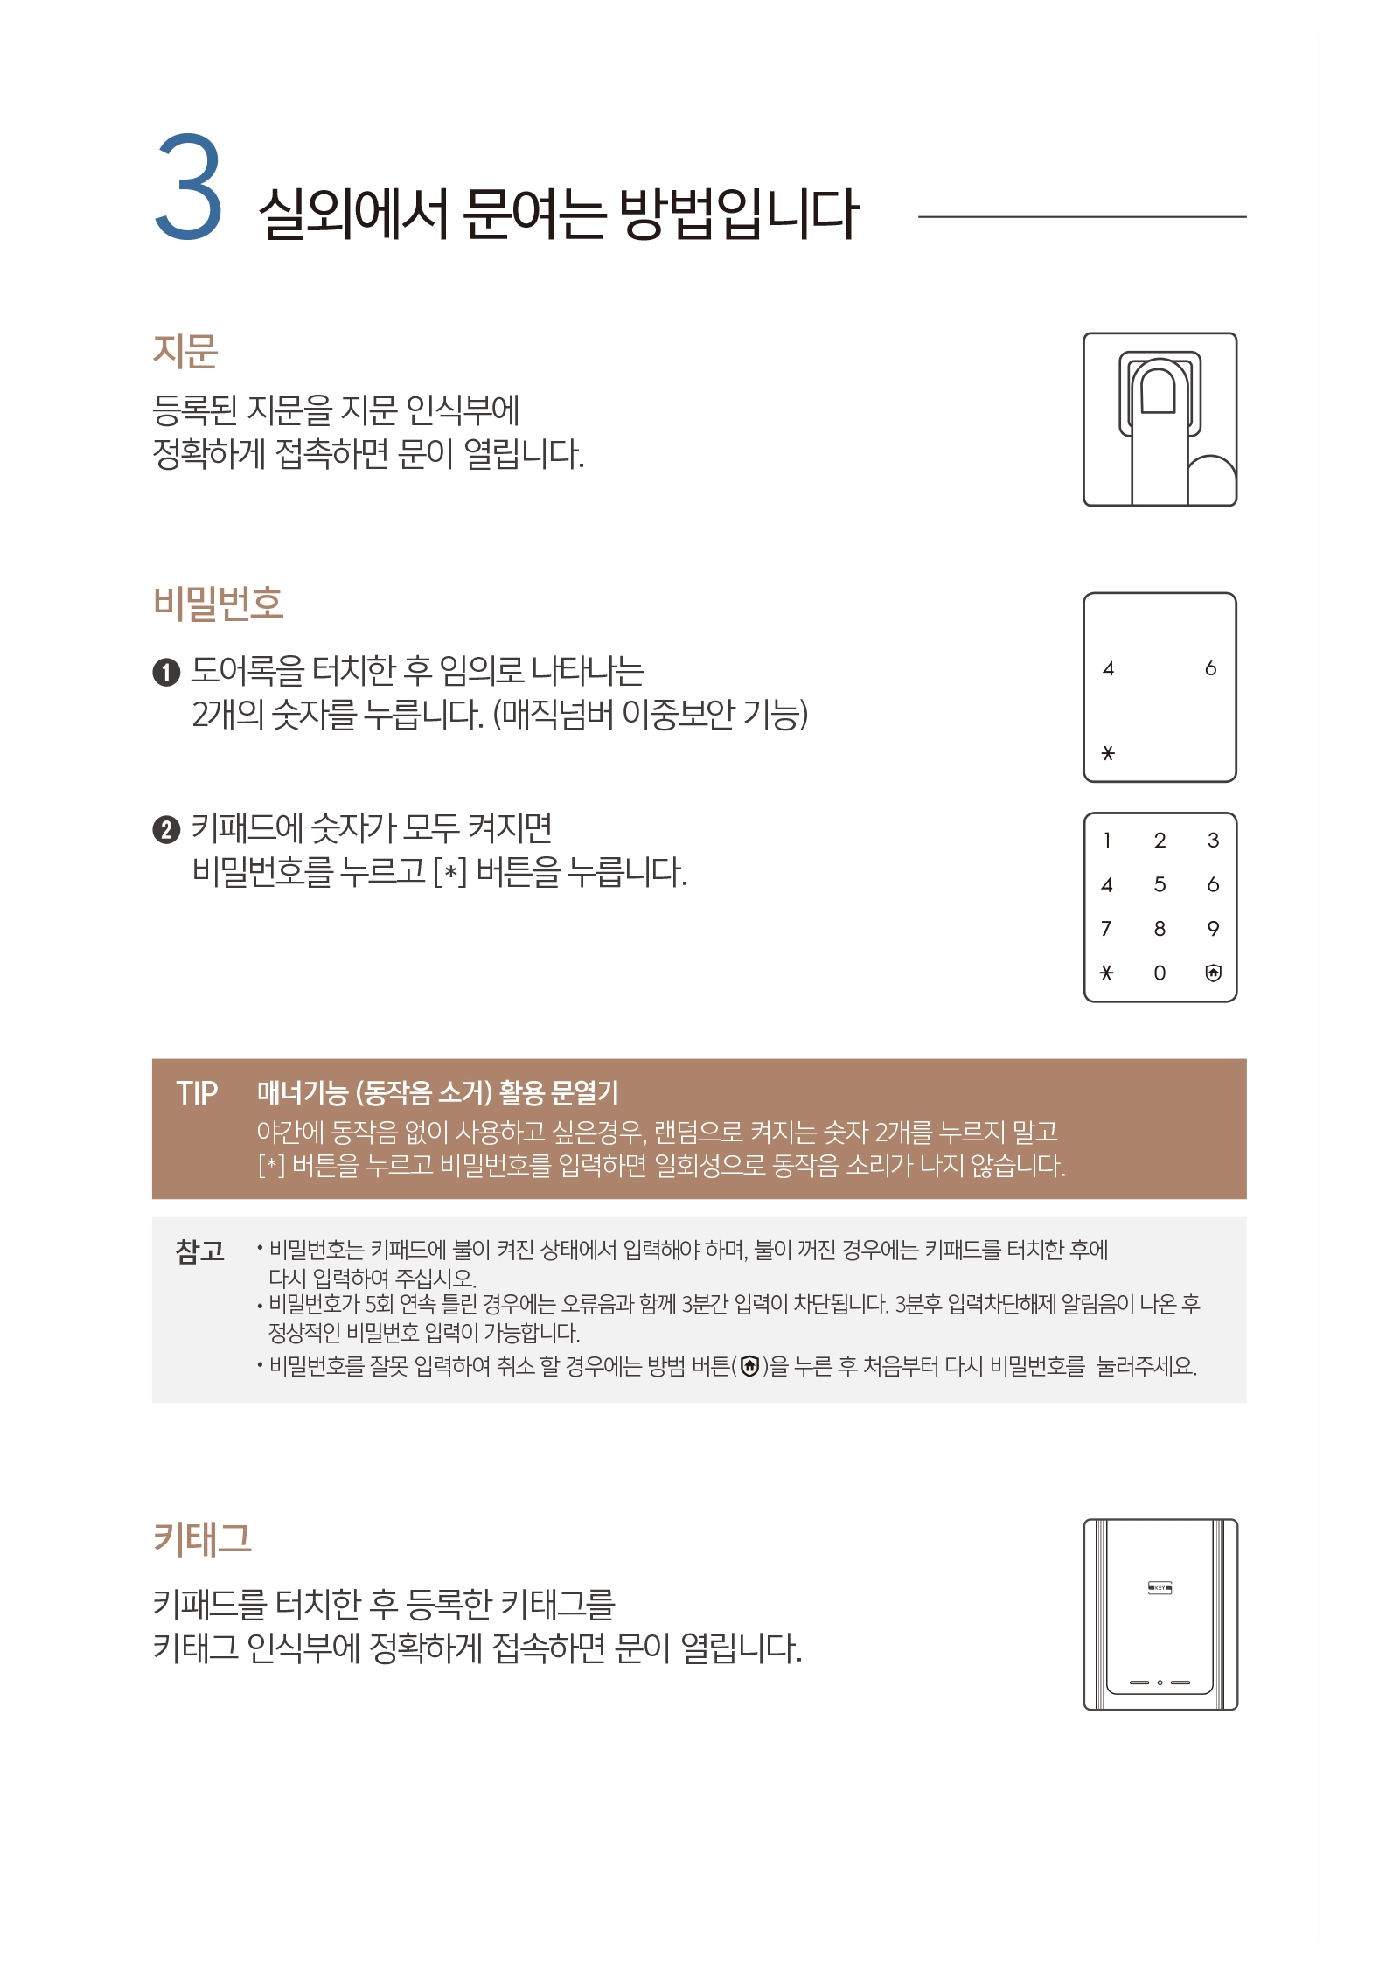 3 실외에서 문여는 방법입니다
지문
등록된 지문을 지문 인식부에
정확하게 접촉하면 문이 열립니다.
비밀번호
❶ 도어록을 터치한 후 임의로 나타나는
2개의 숫자를 누릅니다. (매직넘버 이중보안 기능)
4 6
*
❷ 키패드에 숫자가 모두 켜지면
비밀번호를 누르고 [*] 버튼을 누릅니다.
1 2 3
4 5 6
7 8 9
* 0
TIP 매너기능 (동작음 소거) 활용 문열기
야간에 동작음 없이 사용하고 싶은경우, 랜덤으로 켜지는 숫자 2개를 누르지 말고
[*] 버튼을 누르고 비밀번호를 입력하면 일회성으로 동작음 소리가 나지 않습니다.
참고 • 비밀번호는 키패드에 불이 켜진 상태에서 입력해야 하며, 불이 꺼진 경우에는 키패드를 터치한 후에
다시 입력하여 주십시오.
• 비밀번호가 5회 연속 틀린 경우에는 오류음과 함께 3분간 입력이 차단됩니다. 3분후 입력차단해제 알림음이 나온 후
정상적인 비밀번호 입력이 가능합니다.
• 비밀번호를 잘못 입력하여 취소 할 경우에는 방범 버튼( )을 누른 후 처음부터 다시 비밀번호를 눌러주세요.
키태그
키패드를 터치한 후 등록한 키태그를
키태그 인식부에 정확하게 접속하면 문이 열립니다.
KEY